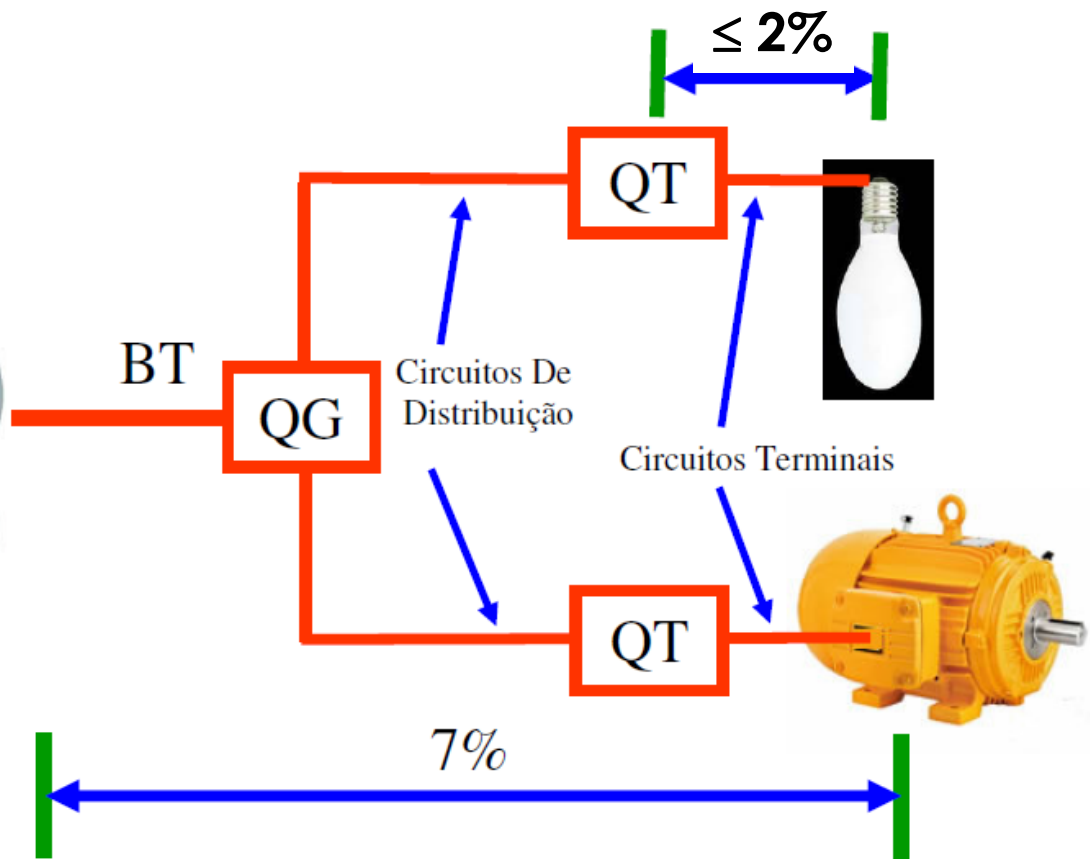 ≤ 2%
QT
BT
QG
Circuitos De
Distribuição
Circuitos Terminais
QT
7%